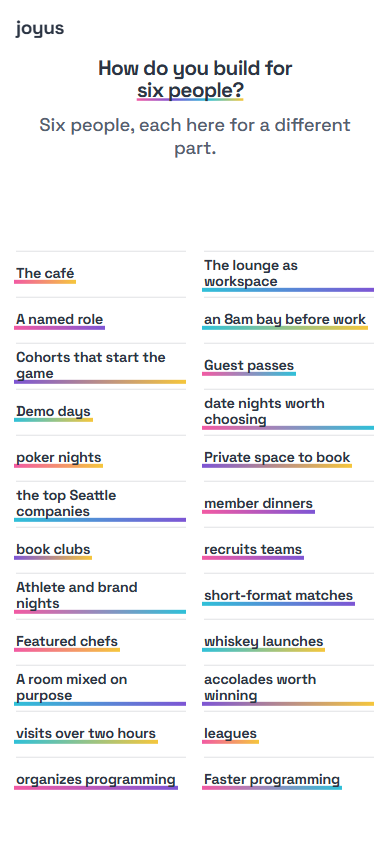 joyus
How do you build for
six people?
Six people, each here for a different
part.
The café
The lounge as
workspace
A named role
an 8am bay before work
Cohorts that start the
game
Guest passes
Demo days
date nights worth
choosing
poker nights
Private space to book
the top Seattle
companies
member dinners
book clubs
recruits teams
Athlete and brand
nights
short-format matches
Featured chefs
whiskey launches
A room mixed on
purpose
accolades worth
winning
visits over two hours
leagues
organizes programming
Faster programming